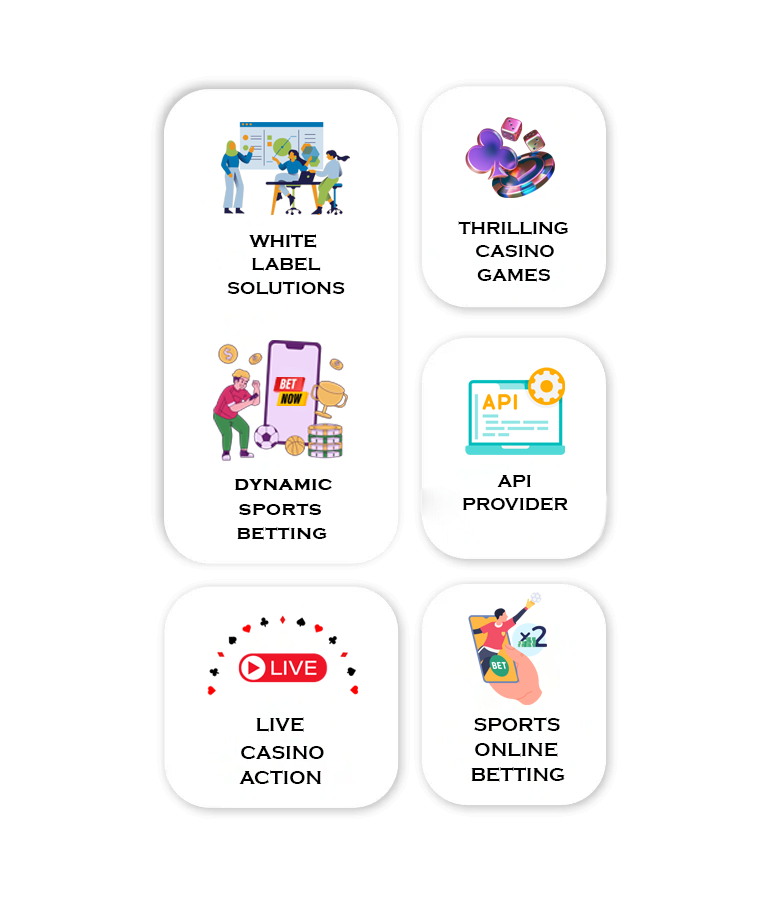 WHITE
LABEL
SOLUTIONS
BET
NOW
DYNAMIC
SPORTS
BETTING
LIVE
LIVE
CASINO
ACTION
THRILLING
CASINO
GAMES
API
API
PROVIDER
x2
BET
SPORTS
ONLINE
BETTING